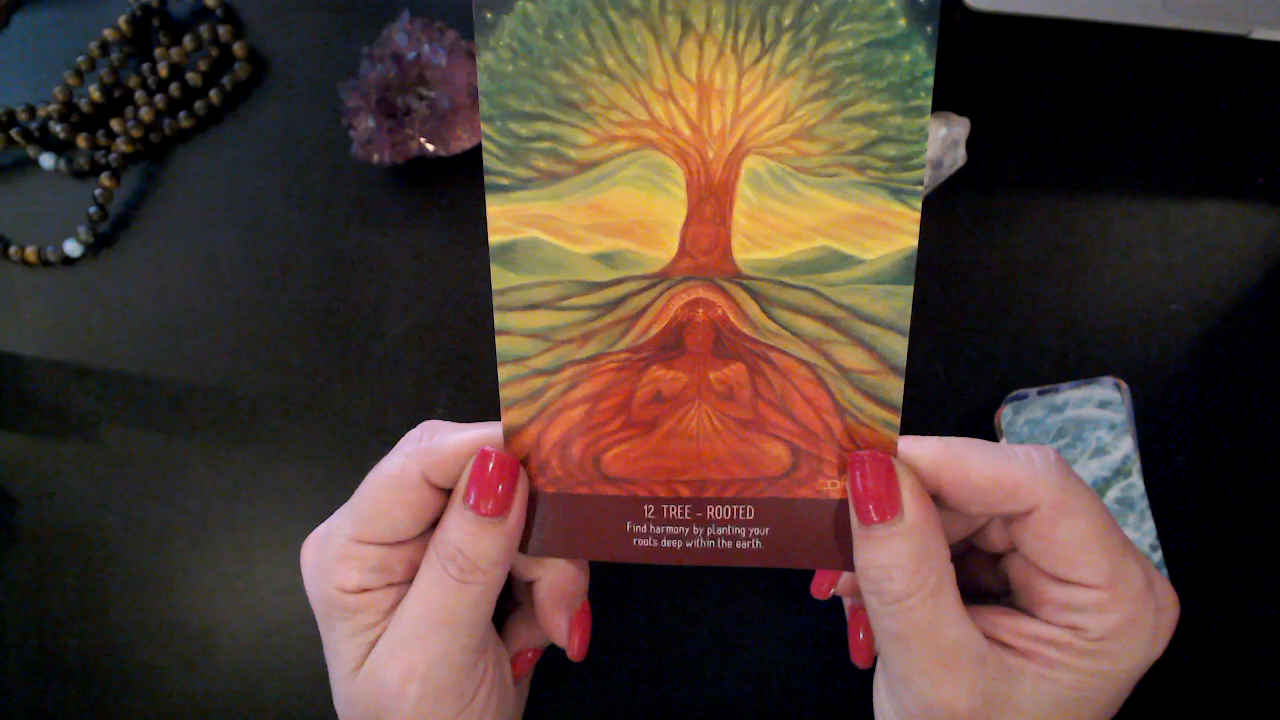 12. TREE - ROOTED
Find harmony by planting your
roots deep within the earth.